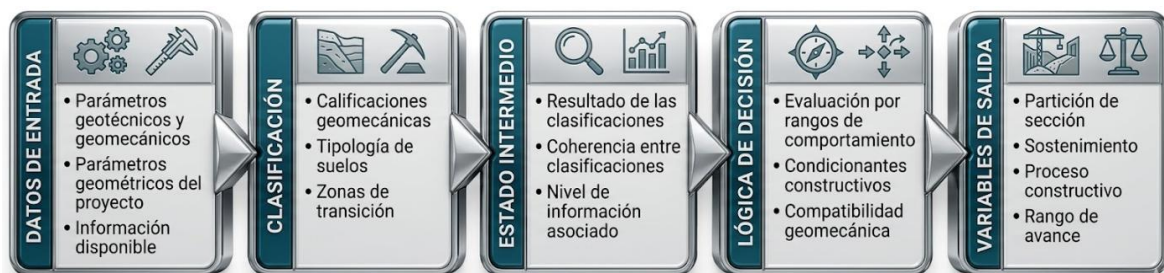 DATOS DE ENTRADA
• Parámetros
geotécnicos y
geomecánicos
• Parámetros
geométricos del
proyecto
• Información
disponible
CLASIFICACIÓN
• Calificaciones
geomecánicas
• Tipología de
suelos
• Zonas de
transición
ESTADO INTERMEDIO
• Resultado de las
clasificaciones
• Coherencia entre
clasificaciones
• Nivel de
información
asociado
LÓGICA DE DECISIÓN
• Evaluación por
rangos de
comportamiento
• Condicionantes
constructivos
• Compatibilidad
geomecánica
VARIABLES DE SALIDA
• Partición de
sección
• Sostenimiento
• Proceso
constructivo
• Rango de
avance